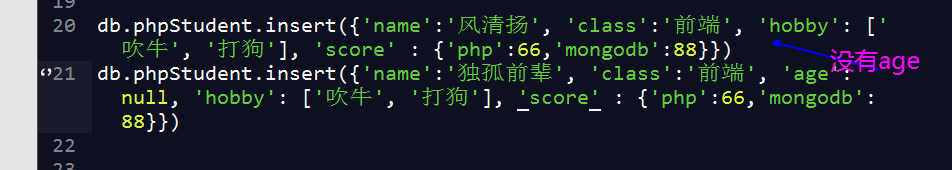 19
20 db.phpStudent.insert({'name':'风清扬', 'class':'前端', 'hobby': ['
吹牛', '打狗'], 'score' : {'php':66,'mongodb':88}})
没有age
21 db.phpStudent.insert({'name':'独孤前辈', 'class':'前端', 'age':
null, 'hobby': ['吹牛', '打狗'], 'score' : {'php':66,'mongodb':
88}})
22
23